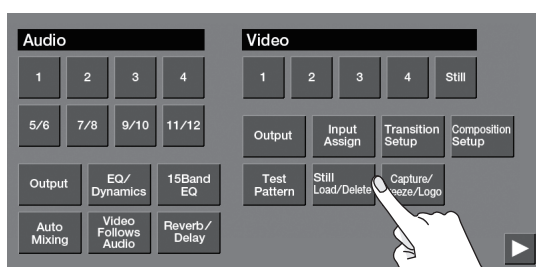 Audio
1 2 3 4
5/6 7/8 9/10 11/12
Output
EQ/
Dynamics
15Band
EQ
Auto
Mixing
Video
Follows
Audio
Reverb/
Delay
Video
1 2 3 4 Still
Output
Input
Assign
Transition
Setup
Composition
Setup
Test
Pattern
Still
Load/Delete
Capture/
eeze/Logo